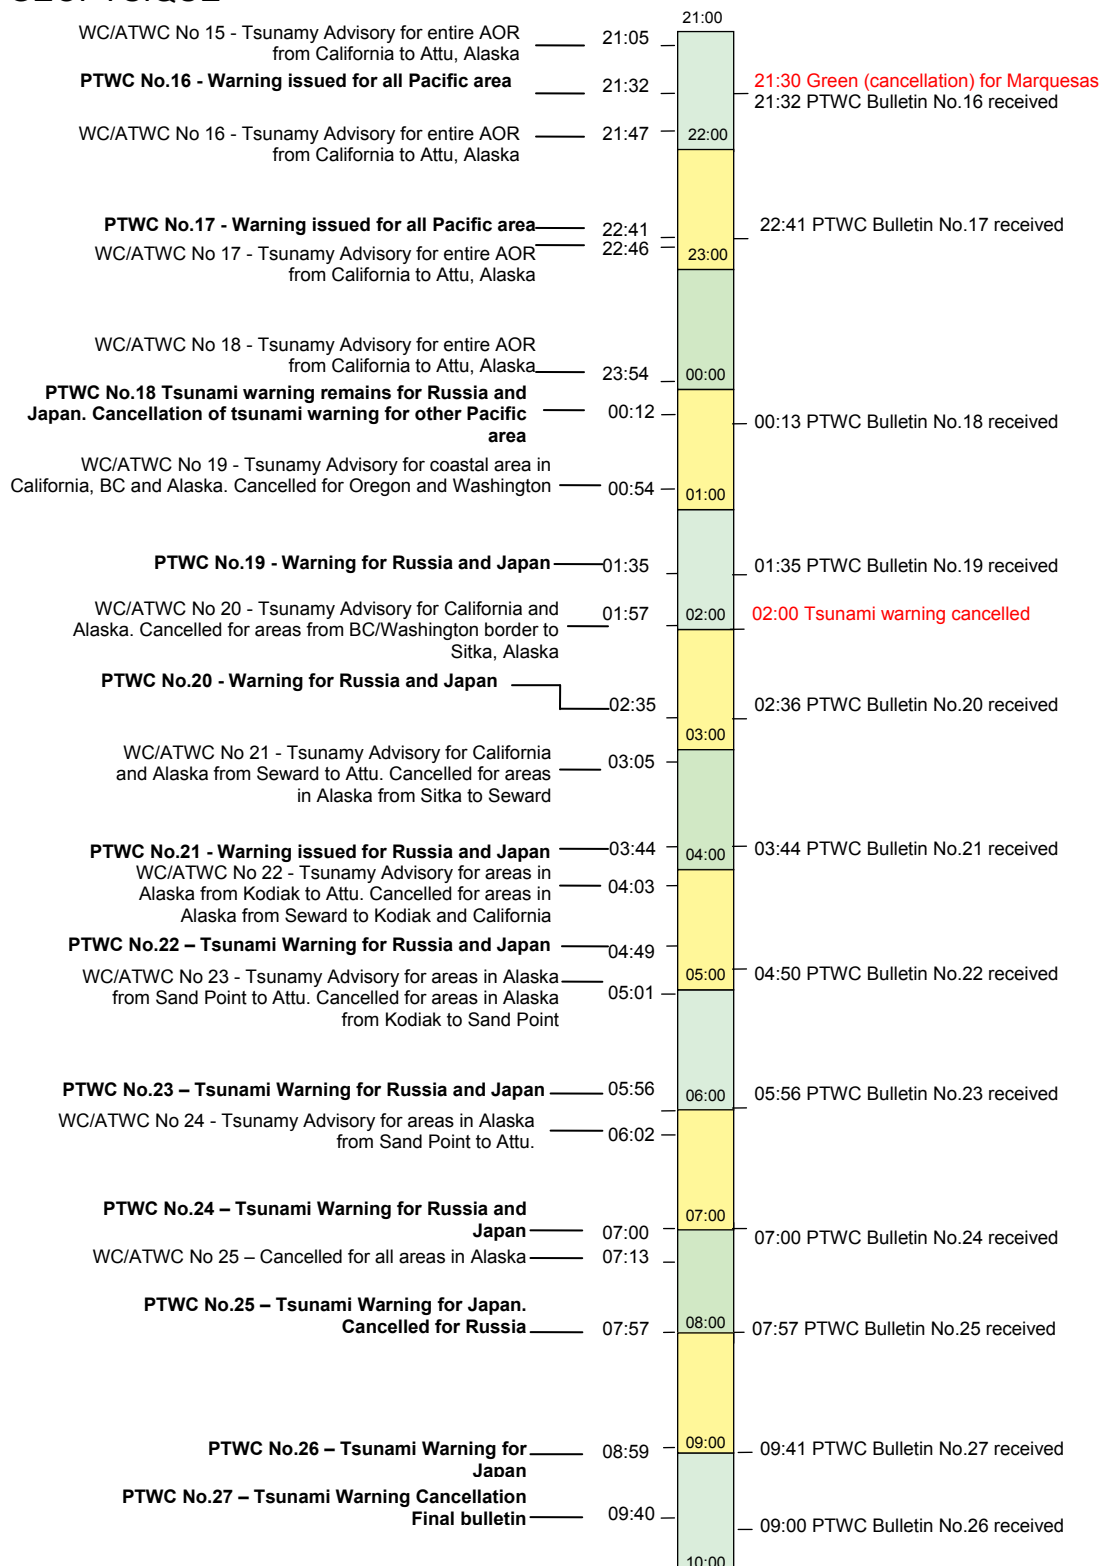 21:00
WC/ATWC No 15 - Tsunamy Advisory for entire AOR
from California to Attu, Alaska
21:05
PTWC No.16 - Warning issued for all Pacific area
21:32
21:30 Green (cancellation) for Marquesas
21:32 PTWC Bulletin No.16 received
WC/ATWC No 16 - Tsunamy Advisory for entire AOR
from California to Attu, Alaska
21:47
22:00
PTWC No.17 - Warning issued for all Pacific area
22:41
22:41 PTWC Bulletin No.17 received
WC/ATWC No 17 - Tsunamy Advisory for entire AOR
from California to Attu, Alaska
22:46
23:00
WC/ATWC No 18 - Tsunamy Advisory for entire AOR
from California to Attu, Alaska
23:54
00:00
PTWC No.18 Tsunami warning remains for Russia and
Japan. Cancellation of tsunami warning for other Pacific
area
00:12
00:13 PTWC Bulletin No.18 received
WC/ATWC No 19 - Tsunamy Advisory for coastal area in
California, BC and Alaska. Cancelled for Oregon and Washington
00:54
01:00
PTWC No.19 - Warning for Russia and Japan
01:35
01:35 PTWC Bulletin No.19 received
WC/ATWC No 20 - Tsunamy Advisory for California and
Alaska. Cancelled for areas from BC/Washington border to
Sitka, Alaska
01:57
02:00
02:00 Tsunami warning cancelled
PTWC No.20 - Warning for Russia and Japan
02:35
02:36 PTWC Bulletin No.20 received
03:00
WC/ATWC No 21 - Tsunamy Advisory for California
and Alaska from Seward to Attu. Cancelled for areas
in Alaska from Sitka to Seward
03:05
PTWC No.21 - Warning issued for Russia and Japan
03:44
04:00
03:44 PTWC Bulletin No.21 received
WC/ATWC No 22 - Tsunamy Advisory for areas in
Alaska from Kodiak to Attu. Cancelled for areas in
Alaska from Seward to Kodiak and California
04:03
PTWC No.22 – Tsunami Warning for Russia and Japan
04:49
04:50 PTWC Bulletin No.22 received
WC/ATWC No 23 - Tsunamy Advisory for areas in Alaska
from Sand Point to Attu. Cancelled for areas in Alaska
from Kodiak to Sand Point
05:01
05:00
PTWC No.23 – Tsunami Warning for Russia and Japan
05:56
06:00
05:56 PTWC Bulletin No.23 received
WC/ATWC No 24 - Tsunamy Advisory for areas in Alaska
from Sand Point to Attu.
06:02
PTWC No.24 – Tsunami Warning for Russia and
Japan
07:00
07:00
07:00 PTWC Bulletin No.24 received
WC/ATWC No 25 – Cancelled for all areas in Alaska
07:13
PTWC No.25 – Tsunami Warning for Japan.
Cancelled for Russia
07:57
08:00
07:57 PTWC Bulletin No.25 received
PTWC No.26 – Tsunami Warning for
Japan
08:59
09:00
09:41 PTWC Bulletin No.27 received
PTWC No.27 – Tsunami Warning Cancellation
Final bulletin
09:40
09:00 PTWC Bulletin No.26 received
10:00